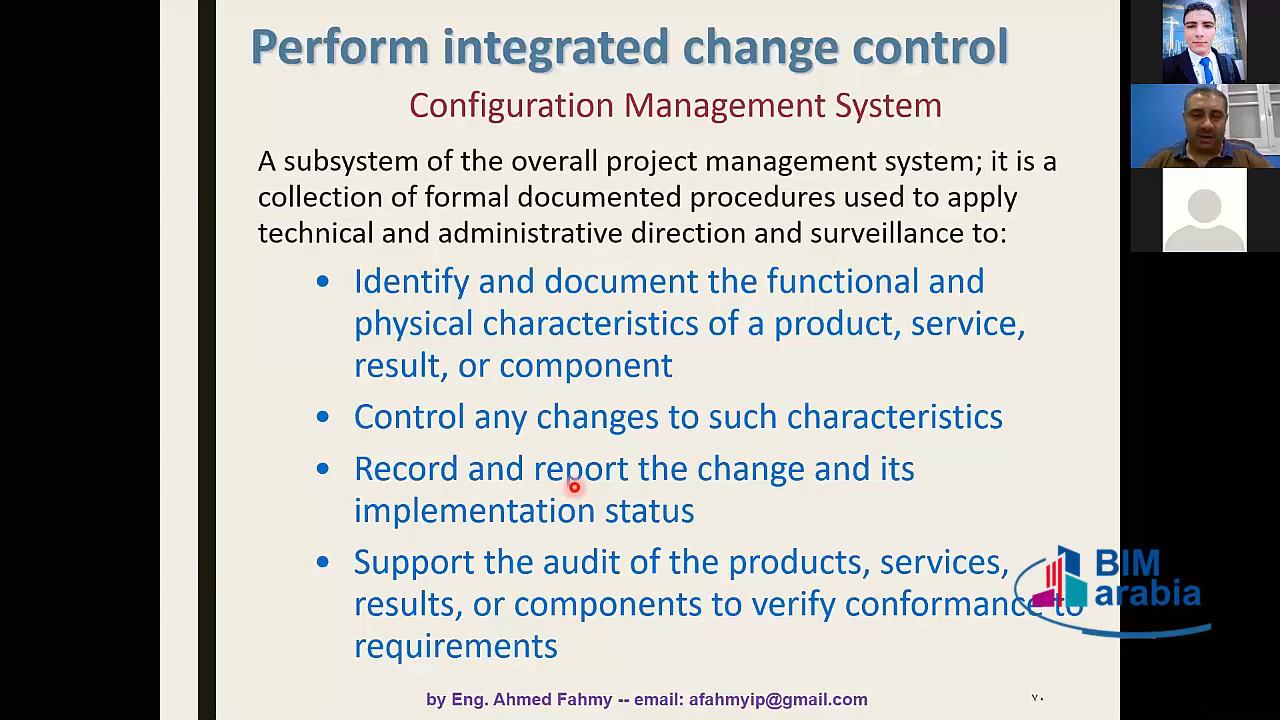 Perform integrated change control
Configuration Management System
A subsystem of the overall project management system; it is a
collection of formal documented procedures used to apply
technical and administrative direction and surveillance to:
• Identify and document the functional and
physical characteristics of a product, service,
result, or component
• Control any changes to such characteristics
• Record and report the change and its
implementation status
• Support the audit of the products, services,
results, or components to verify conformance to
requirements
BIM
arabia
by Eng. Ahmed Fahmy -- email: afahmyip@gmail.com
٧٠